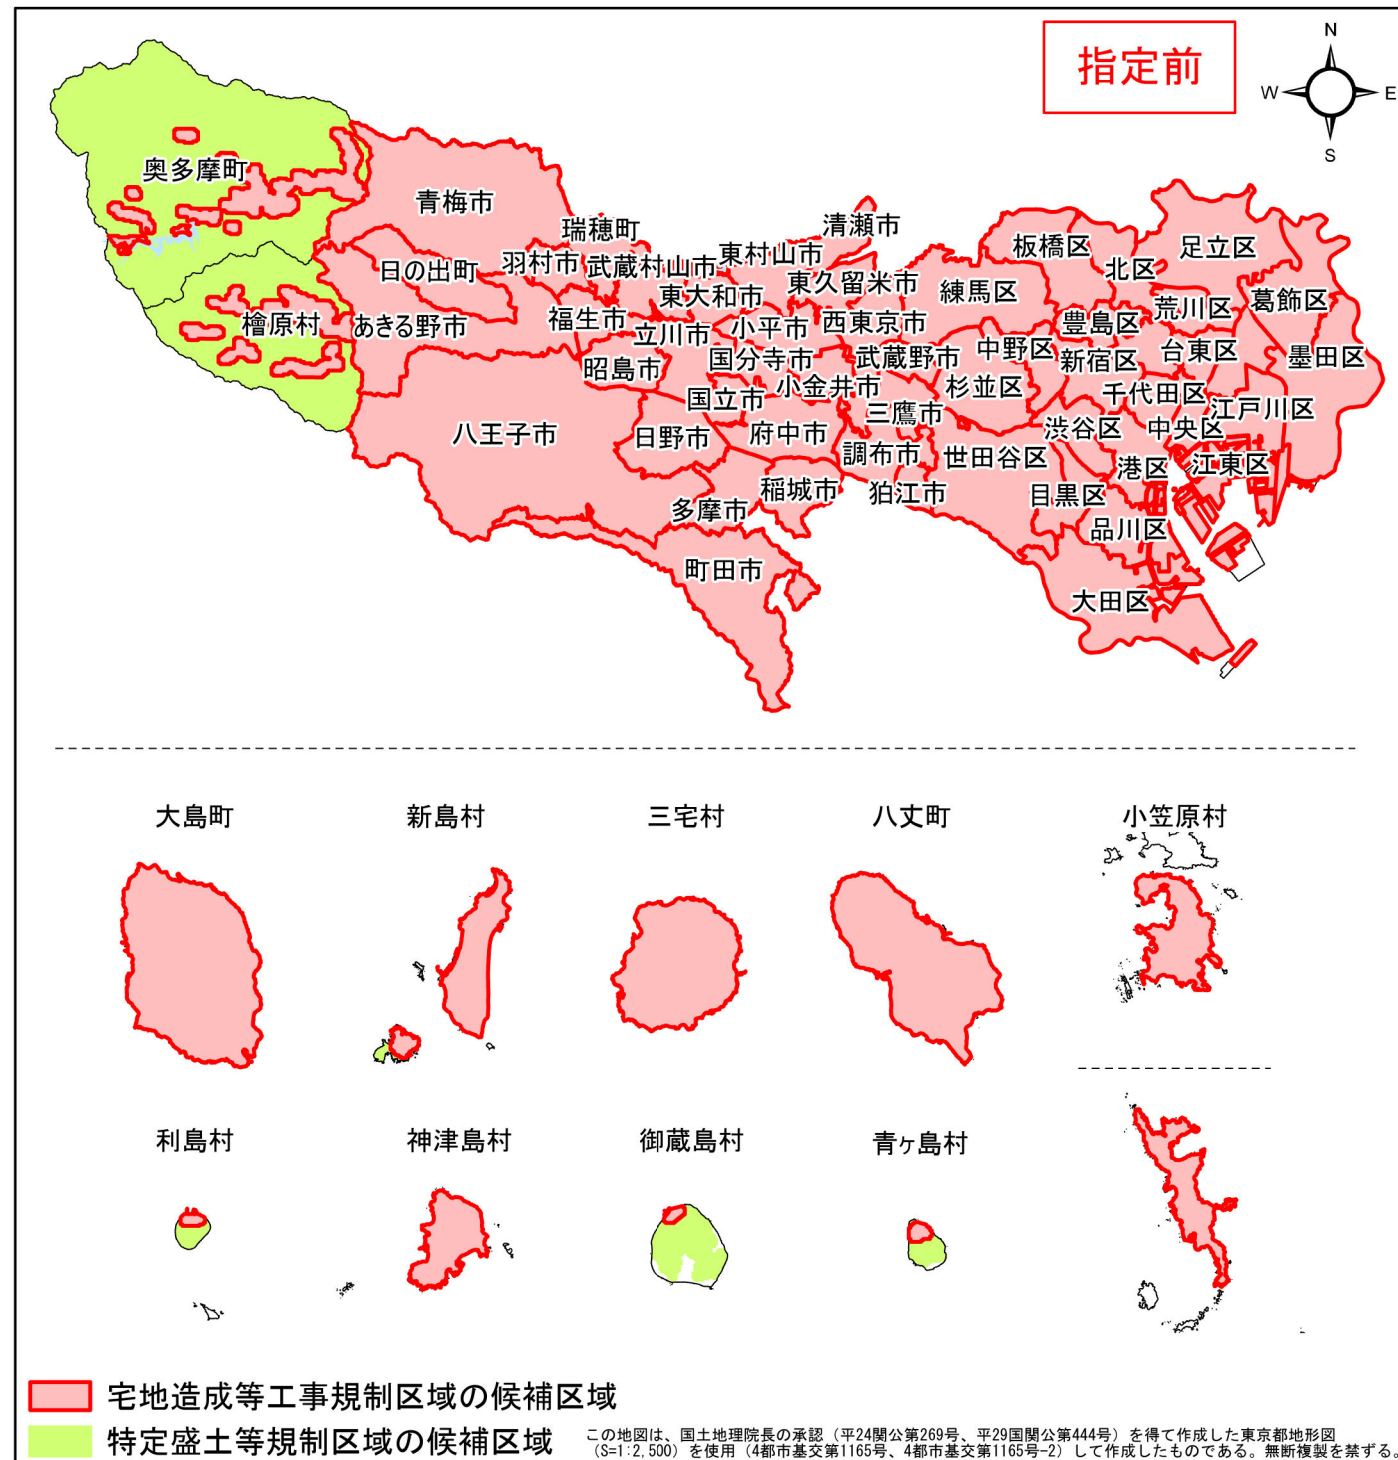 指定前
N
W
E
S
奥多摩町
青梅市
瑞穂町
清瀬市
板橋区
足立区
日の出町
羽村市
武蔵村山市
東村山市
北区
東大和市
東久留米市
練馬区
荒川区
葛飾区
檜原村
あきる野市
福生市
立川市
小平市
西東京市
豊島区
昭島市
国分寺市
武蔵野市
中野区
新宿区
台東区
墨田区
国立市
小金井市
杉並区
千代田区
三鷹市
江戸川区
八王子市
日野市
府中市
調布市
世田谷区
渋谷区
中央区
稲城市
狛江市
目黒区
港区
江東区
多摩市
品川区
町田市
大田区
大島町
新島村
三宅村
八丈町
小笠原村
利島村
神津島村
御蔵島村
青ヶ島村
宅地造成等工事規制区域の候補区域
特定盛土等規制区域の候補区域
この地図は、国土地理院長の承認（平24関公第269号、平29国関公第444号）を得て作成した東京都地形図
（S=1:2,500）を使用（4都市基交第1165号、4都市基交第1165号-2）して作成したものである。無断複製を禁ずる。